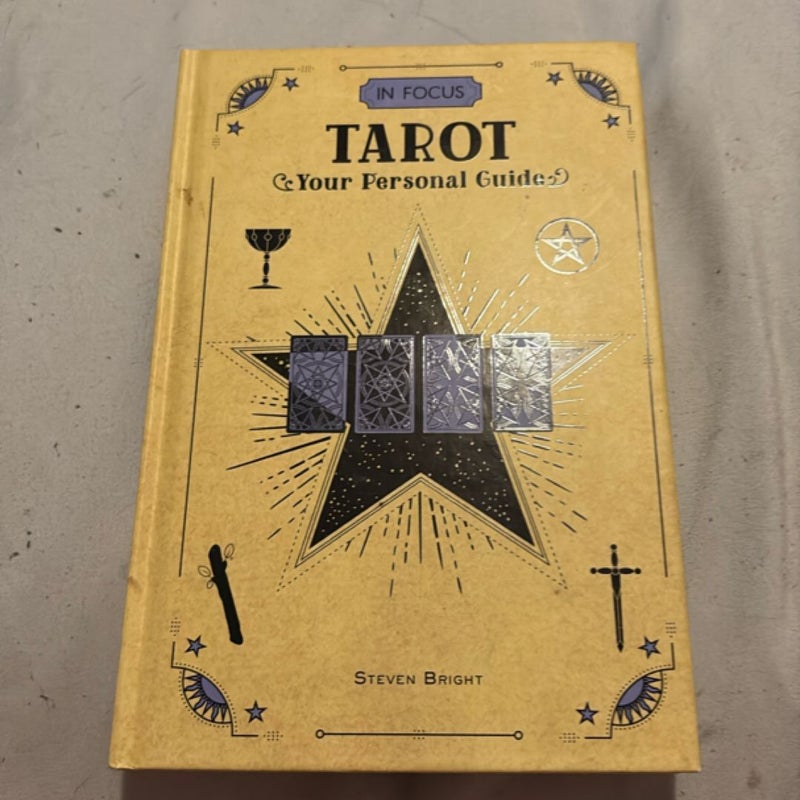 IN FOCUS
TAROT
Your Personal Guide
STEVEN BRIGHT